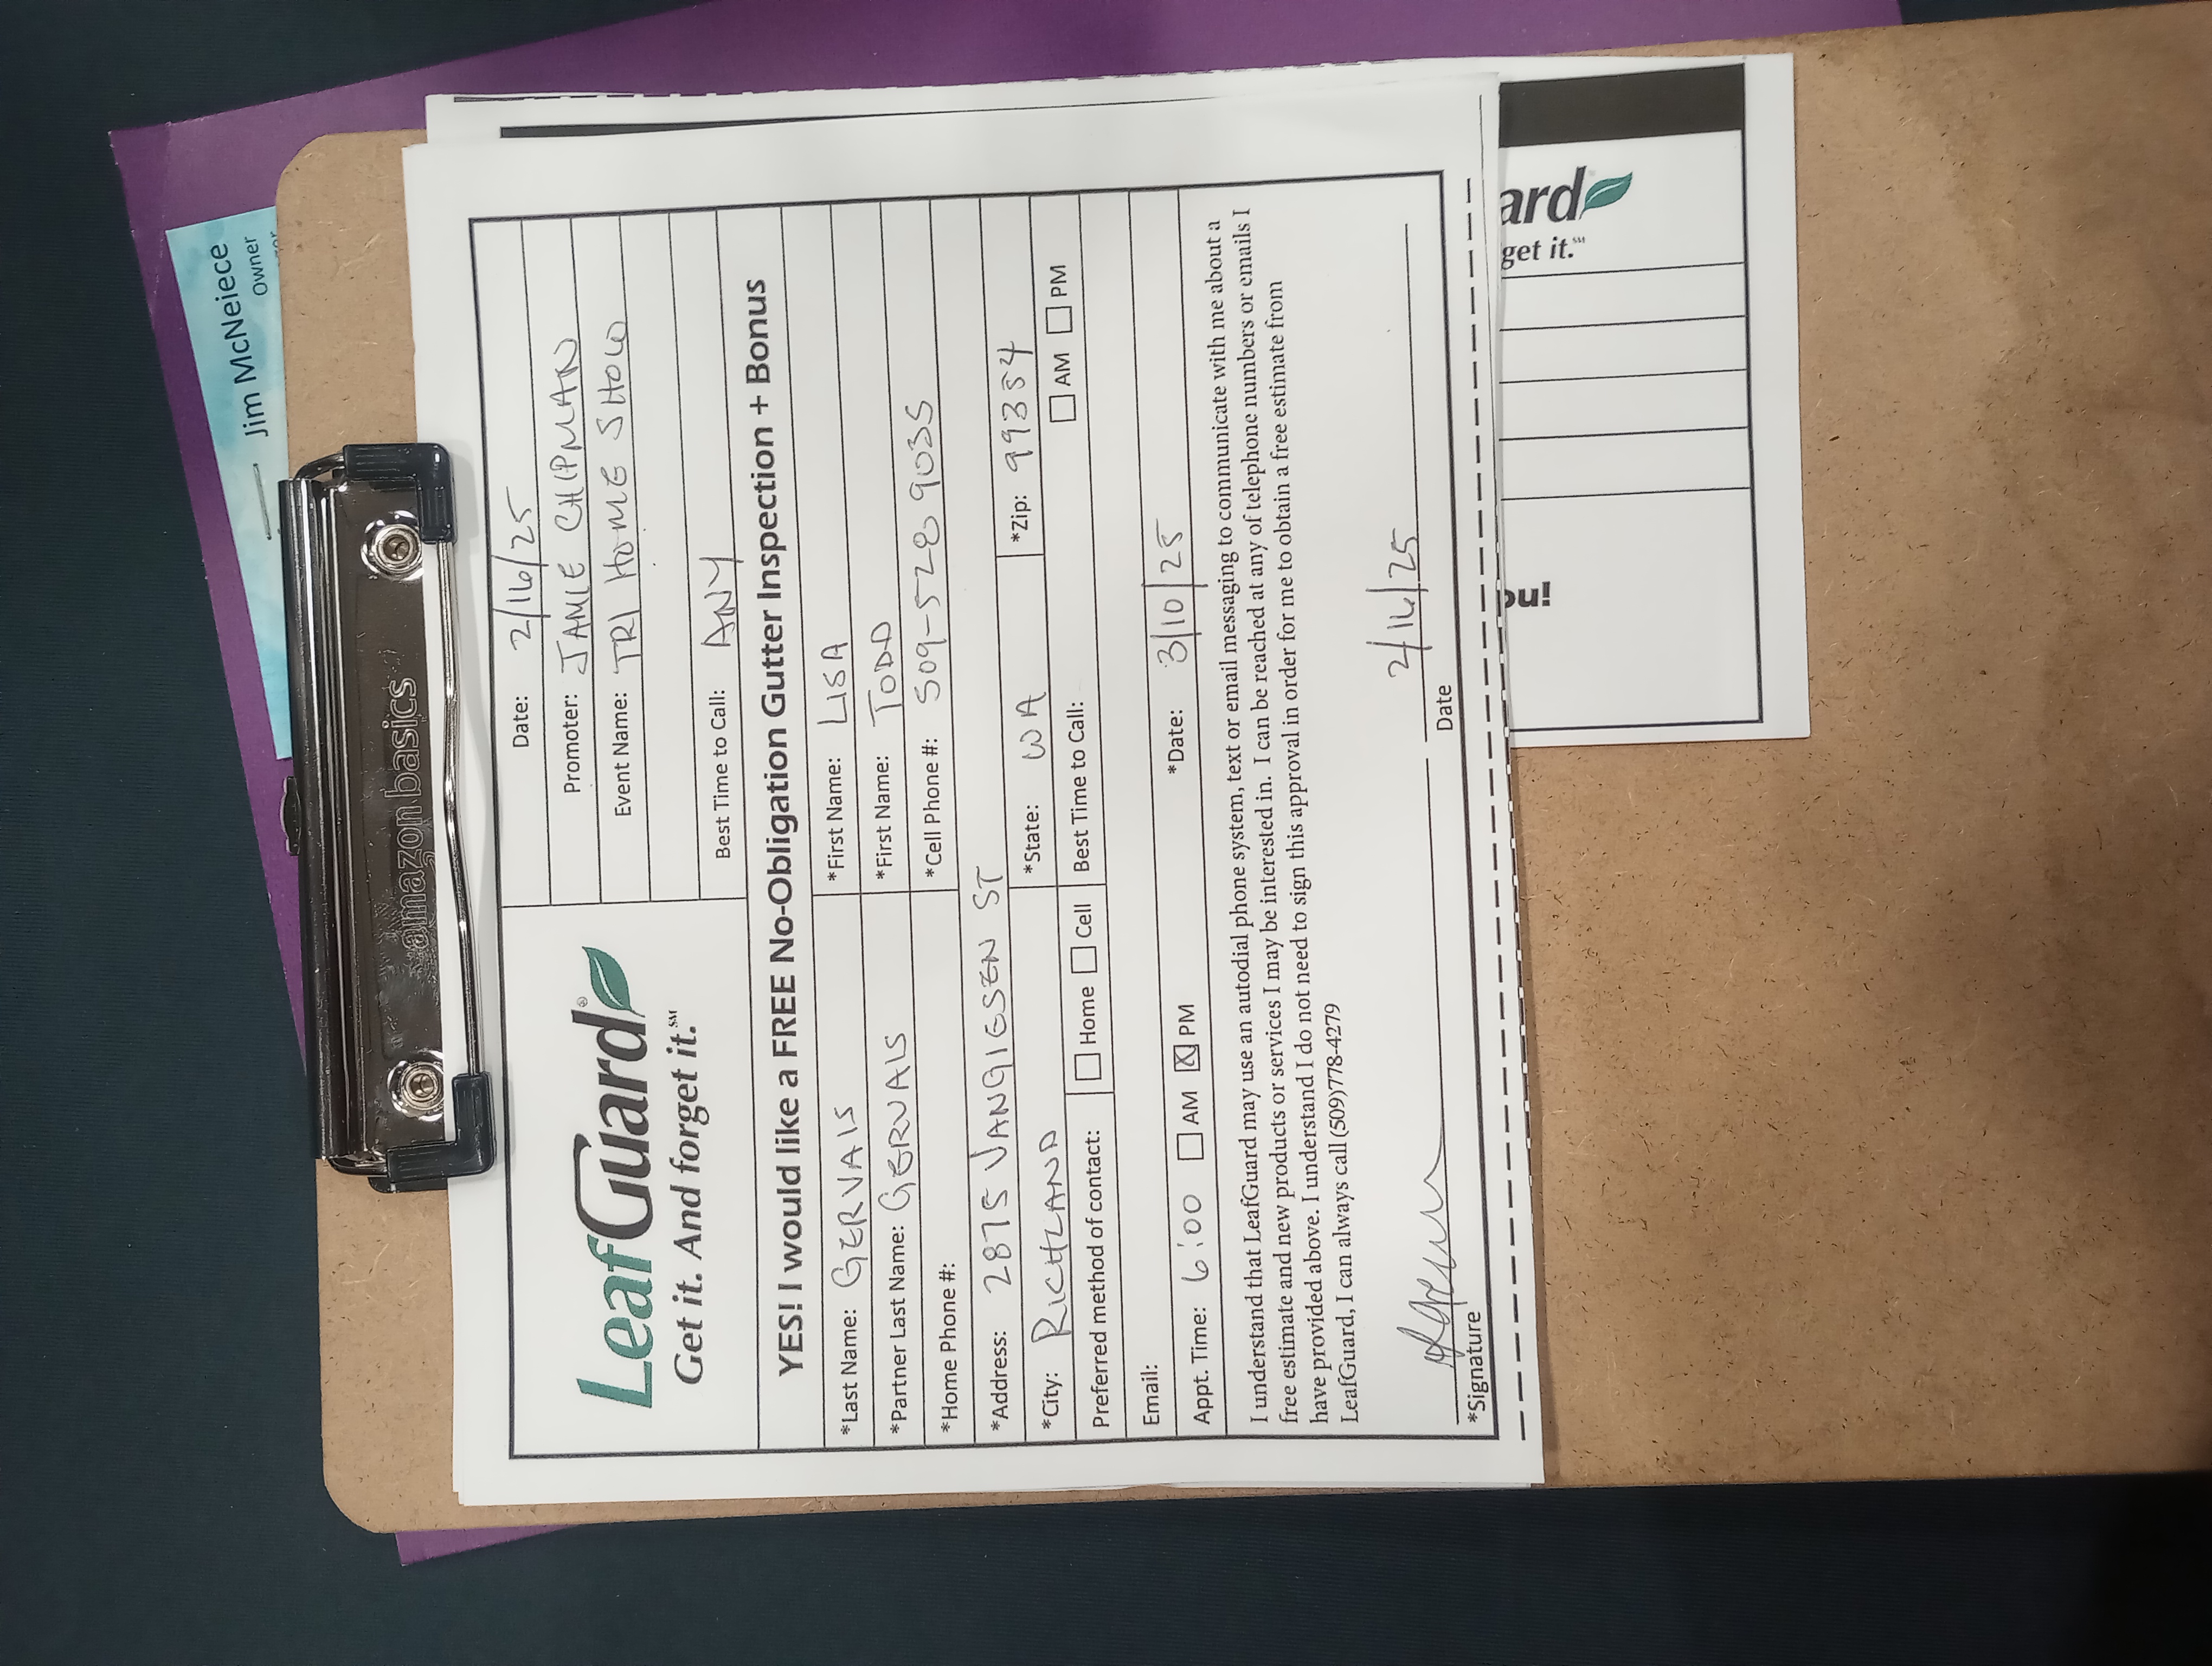 Jim McNeiece
Owner
amazon basics
LeafGuard®
Get it. And forget it.℠
Date: 2/16/25
Promoter: JAMIE CHIPMAN
Event Name: TRI HOME SHOW
Best Time to Call: ANY
YES! I would like a FREE No-Obligation Gutter Inspection + Bonus
*Last Name: GERVAIS *First Name: LISA
*Partner Last Name: GERVAIS *First Name: TODD
*Home Phone #: *Cell Phone #: 509-528 9035
*Address: 2875 VANGIESEN ST
*City: RICHLAND *State: WA *Zip: 99354
Preferred method of contact: Home Cell Best Time to Call: AM PM
Email:
Appt. Time: 6:00 AM X PM *Date: 3/10/25
I understand that LeafGuard may use an autodial phone system, text or email messaging to communicate with me about a
free estimate and new products or services I may be interested in. I can be reached at any of telephone numbers or emails I
have provided above. I understand I do not need to sign this approval in order for me to obtain a free estimate from
LeafGuard, I can always call (509)778-4279
2/16/25
*Signature Date
ard
get it.℠
ou!